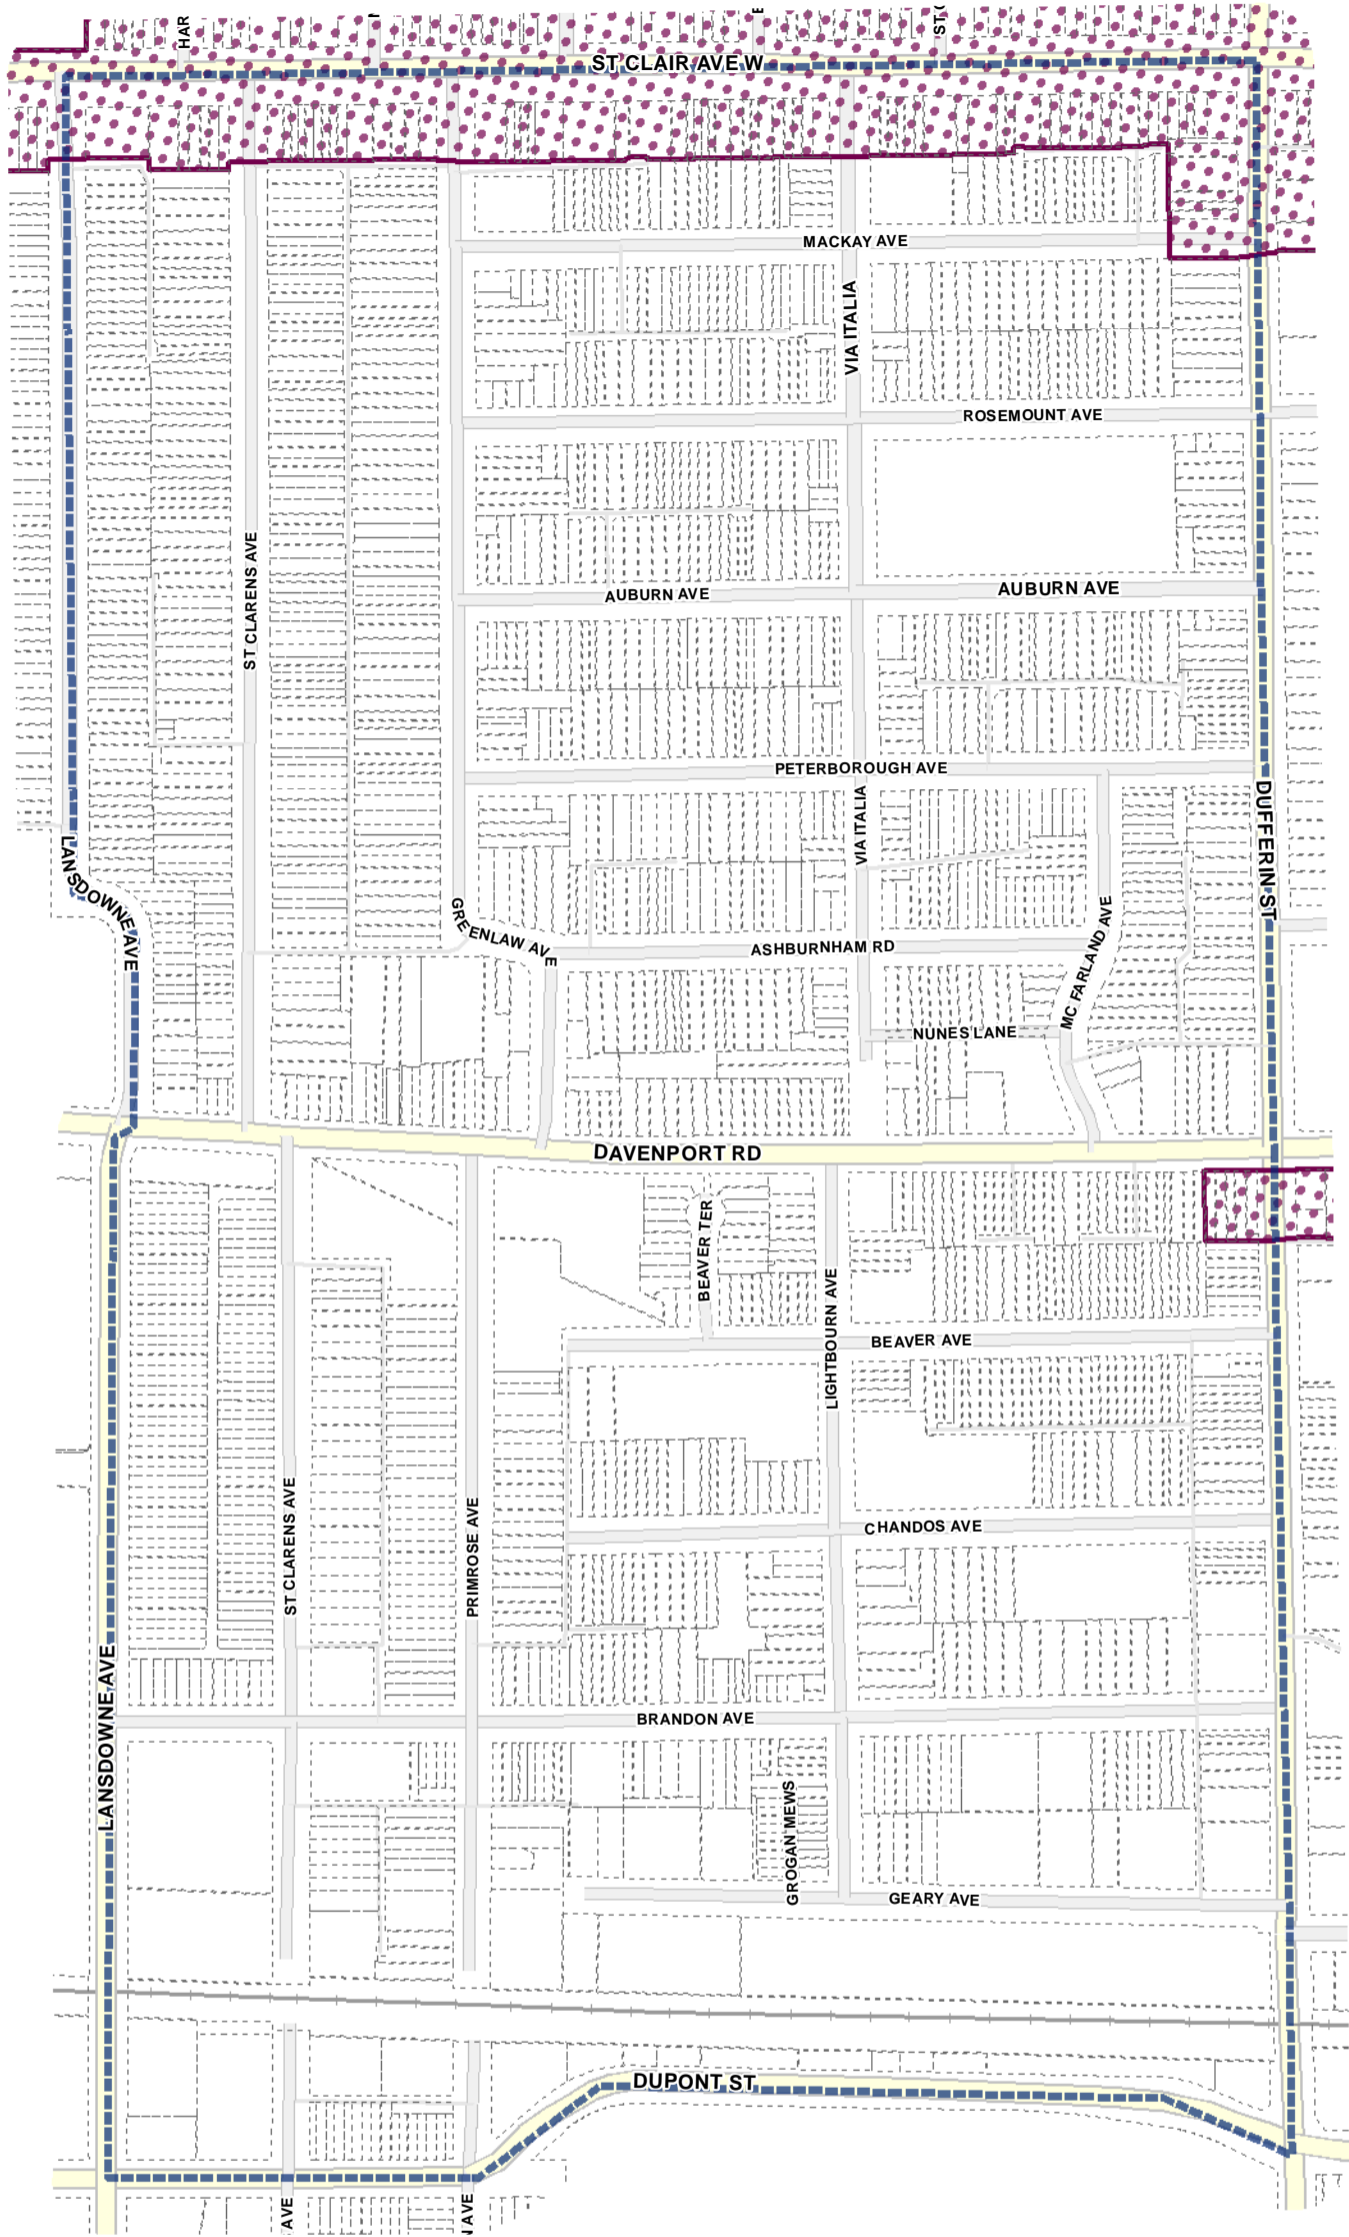 HAR
ST CLAIR AVE W
MACKAY AVE
VIA ITALIA
ROSEMOUNT AVE
ST CLARENS AVE
AUBURN AVE
AUBURN AVE
PETERBOROUGH AVE
VIA ITALIA
DUFFERIN ST
LANSDOWNE AVE
GREENLAW AVE
ASHBURNHAM RD
MC FARLAND AVE
NUNES LANE
DAVENPORT RD
BEAVER TER
LIGHTBOURN AVE
BEAVER AVE
ST CLARENS AVE
PRIMROSE AVE
CHANDOS AVE
LANSDOWNE AVE
BRANDON AVE
GROGAN MEWS
GEARY AVE
DUPONT ST
AVE
AVE